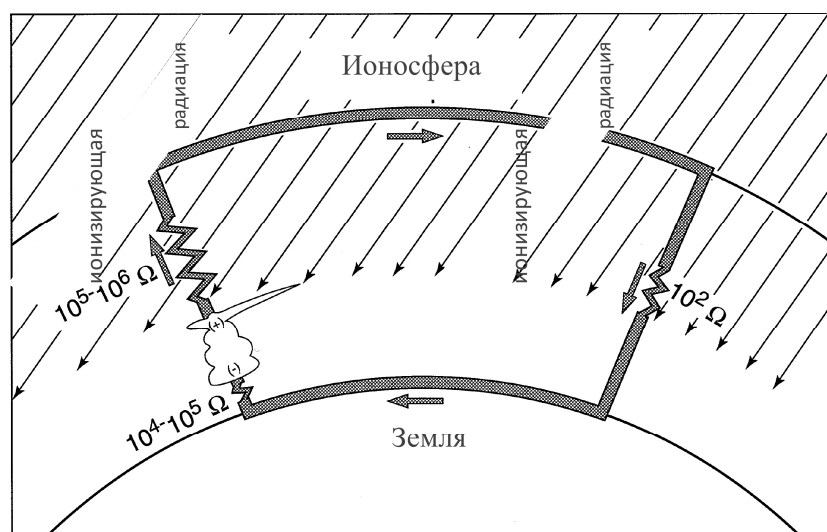 Ионосфера
ионизирующая
радиация
ионизирующая
радиация
10⁵-10⁶ Ω
10² Ω
(+)
(-)
10⁴-10⁵ Ω
Земля